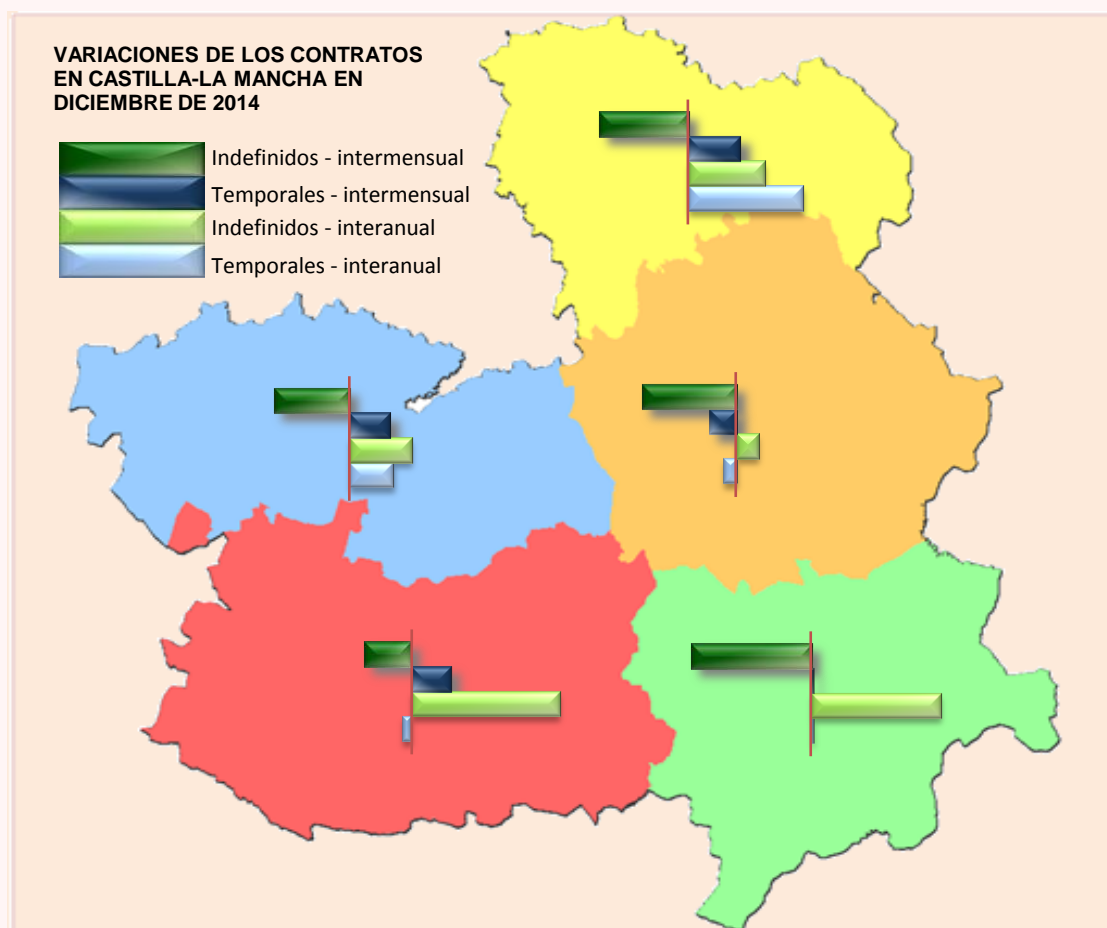 VARIACIONES DE LOS CONTRATOS
EN CASTILLA-LA MANCHA EN
DICIEMBRE DE 2014
Indefinidos - intermensual
Temporales - intermensual
Indefinidos - interanual
Temporales - interanual